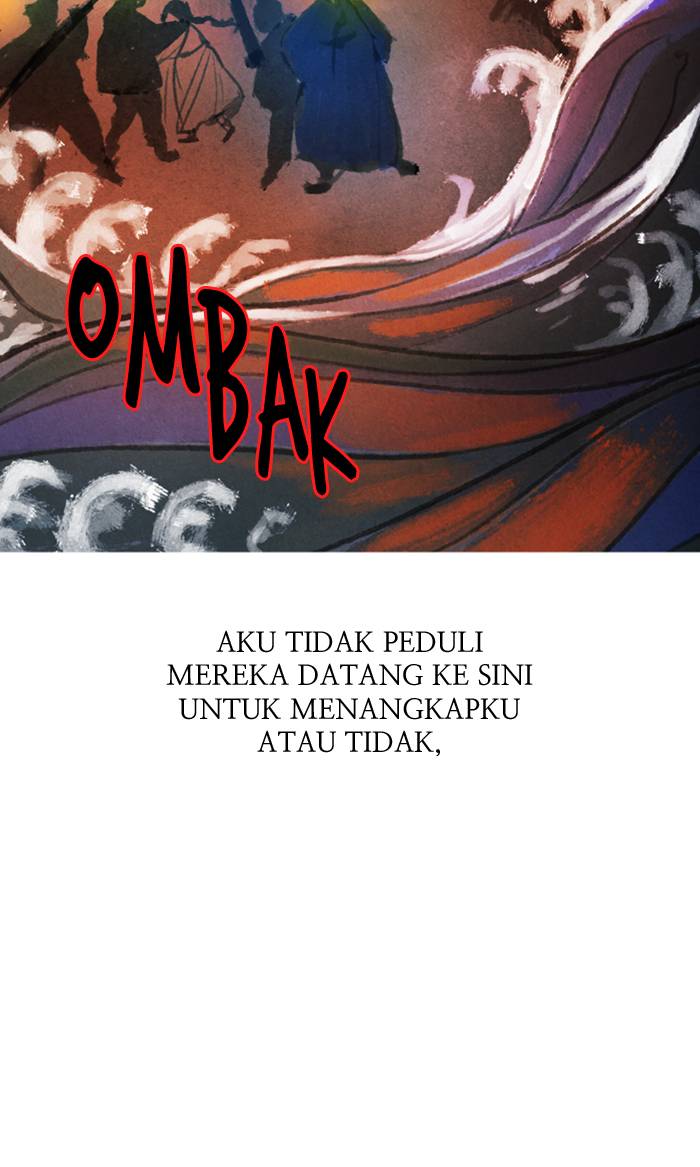 OMBAK
AKU TIDAK PEDULI
MEREKA DATANG KE SINI
UNTUK MENANGKAPKU
ATAU TIDAK,